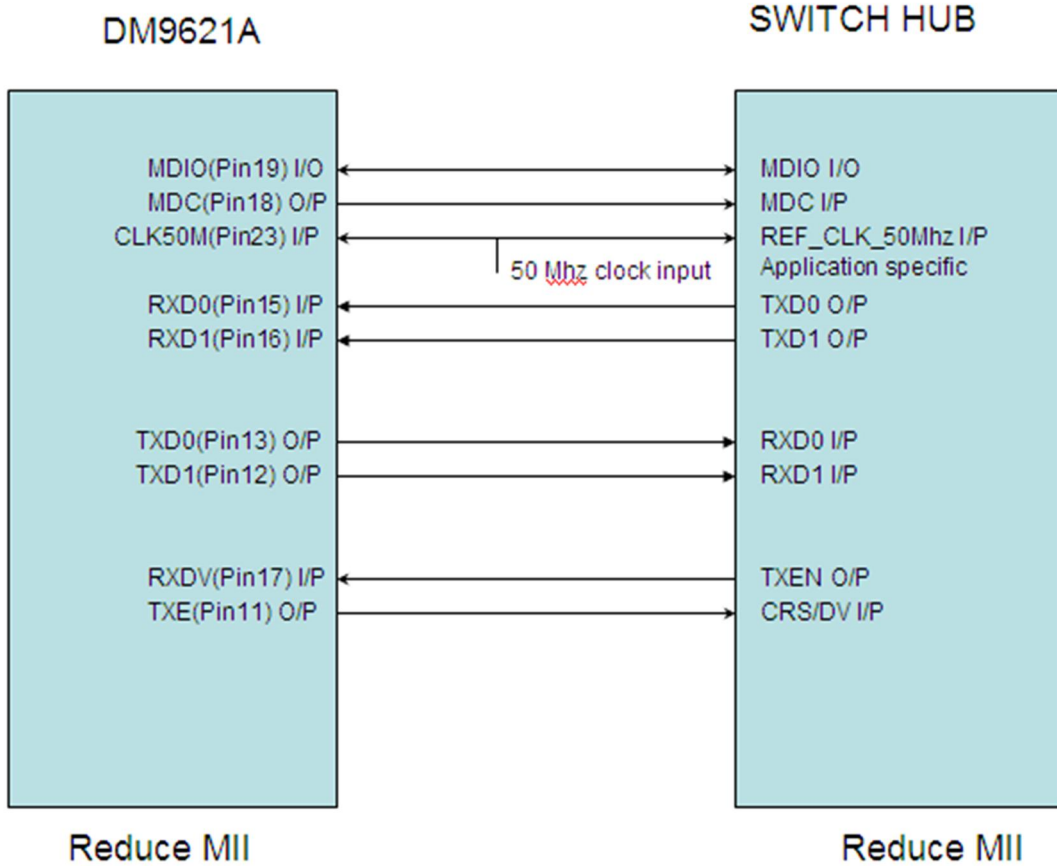 DM9621A
SWITCH HUB
MDIO(Pin19) I/O
MDIO I/O
MDC(Pin18) O/P
MDC I/P
CLK50M(Pin23) I/P
REF_CLK_50Mhz I/P
50 Mhz clock input
Application specific
RXD0(Pin15) I/P
TXD0 O/P
RXD1(Pin16) I/P
TXD1 O/P
TXD0(Pin13) O/P
RXD0 I/P
TXD1(Pin12) O/P
RXD1 I/P
RXDV(Pin17) I/P
TXEN O/P
TXE(Pin11) O/P
CRS/DV I/P
Reduce MII
Reduce MII